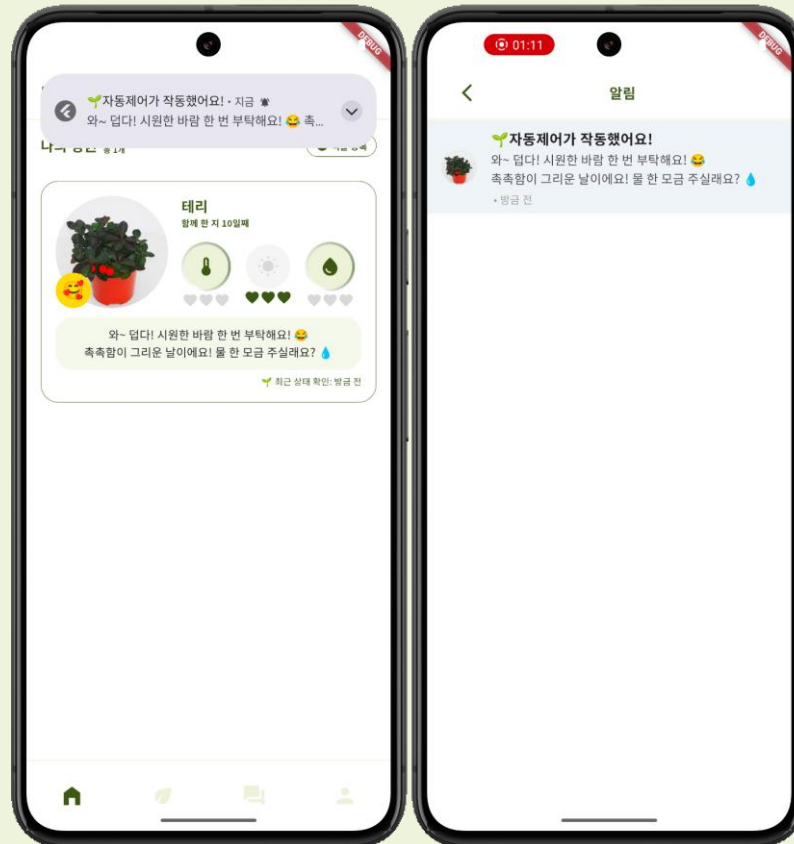 DEBUG
🌱자동제어가 작동했어요! • 지금
와~ 덥다! 시원한 바람 한 번 부탁해요! 😂 촉...
총 1개
테리
함께 한 지 10일째
와~ 덥다! 시원한 바람 한 번 부탁해요! 😂
촉촉함이 그리운 날이에요! 물 한 모금 주실래요? 💧
🌱 최근 상태 확인: 방금 전
01:11
DEBUG
알림
🌱자동제어가 작동했어요!
와~ 덥다! 시원한 바람 한 번 부탁해요! 😂
촉촉함이 그리운 날이에요! 물 한 모금 주실래요? 💧
• 방금 전